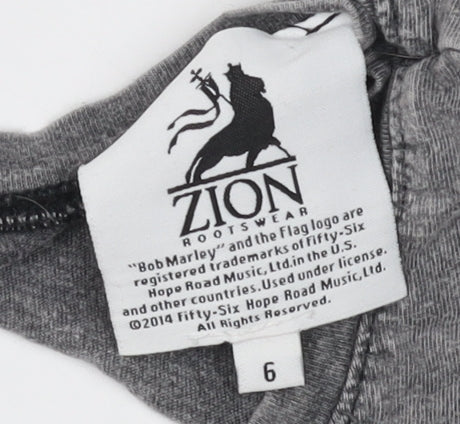 ZION
ROOTSWEAR
"Bob Marley" and the Flag logo are
registered trademarks of Fifty-Six
Hope Road Music, Ltd.in the U.S.
and other countries. Used under license.
©2014 Fifty-Six Hope Road Music,Ltd.
All Rights Reserved.
6